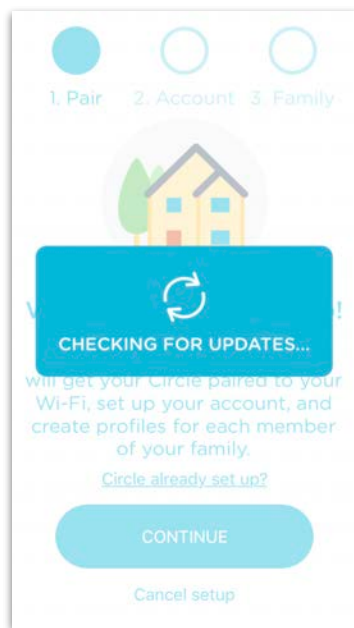 1. Pair 2. Account 3. Family
CHECKING FOR UPDATES...
will get your Circle paired to your
Wi-Fi, set up your account, and
create profiles for each member
of your family.
Circle already set up?
CONTINUE
Cancel setup